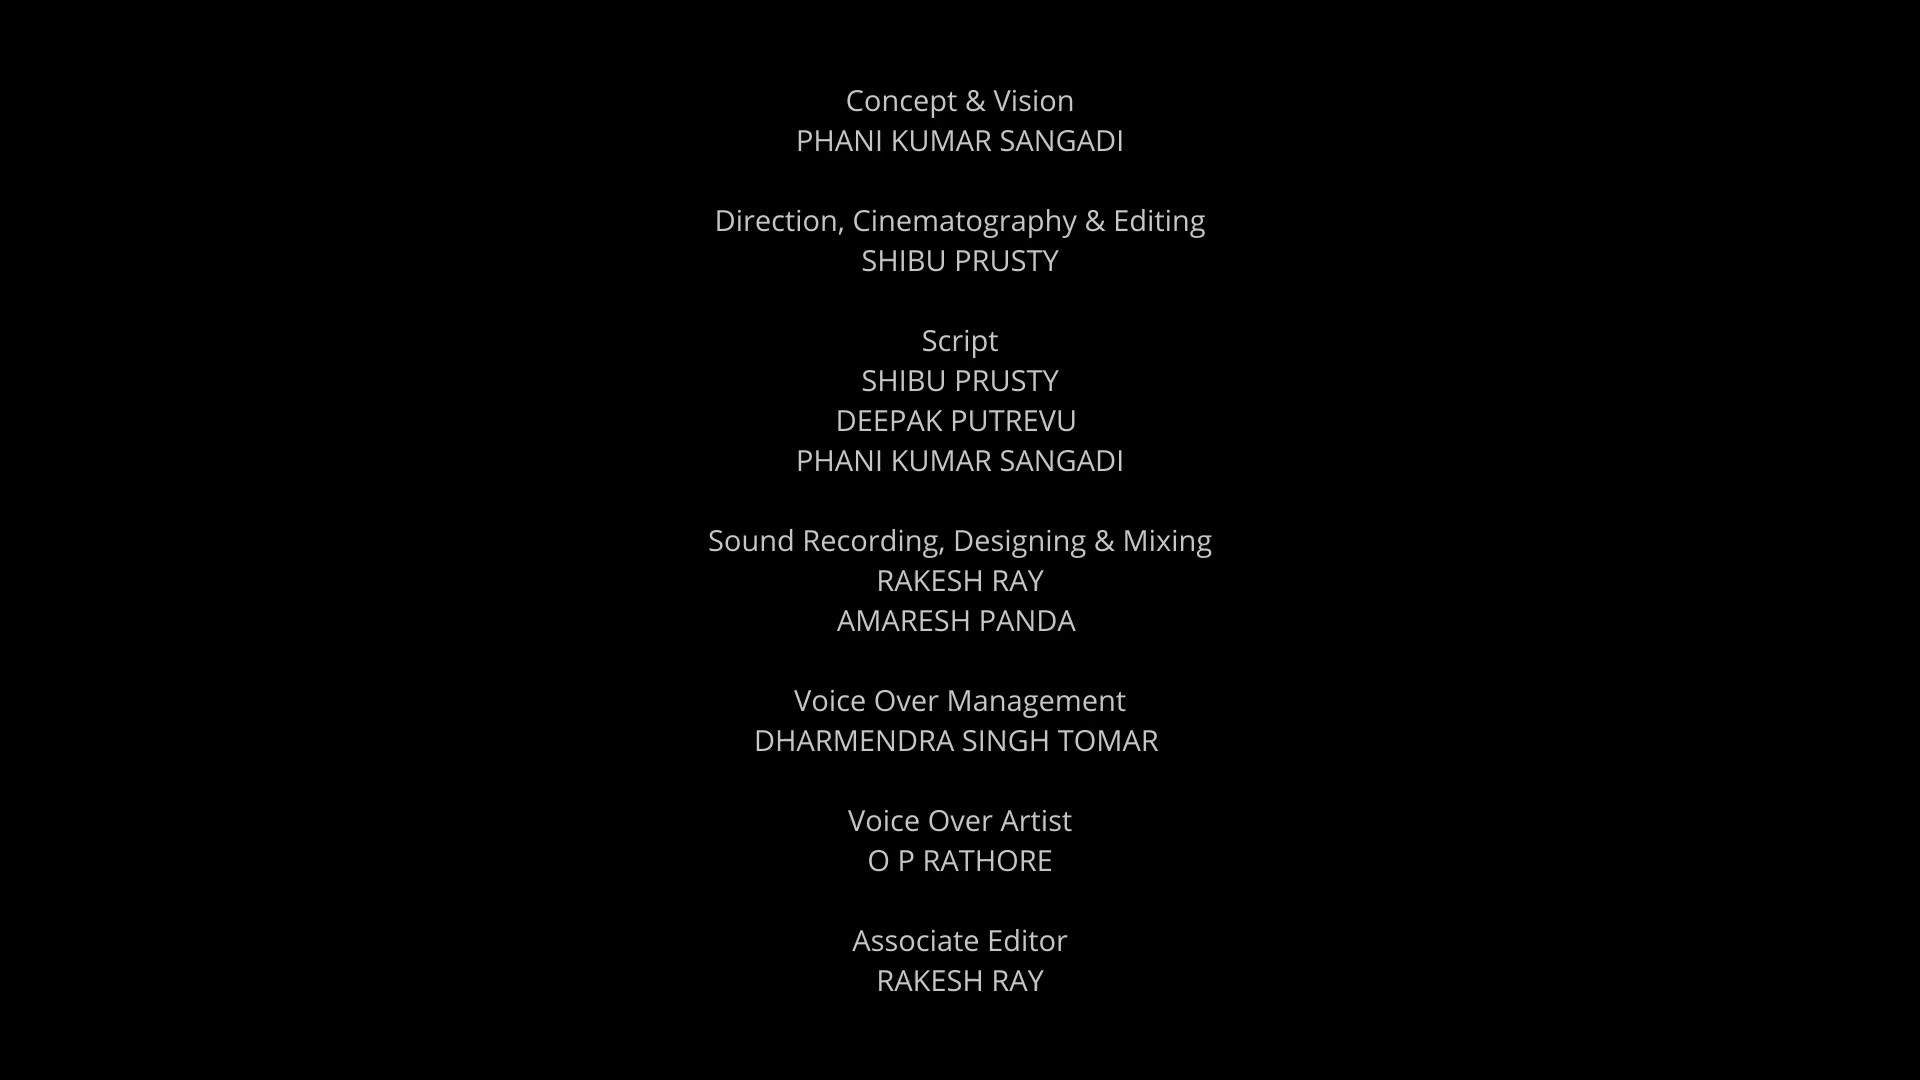 Concept & Vision
PHANI KUMAR SANGADI
Direction, Cinematography & Editing
SHIBU PRUSTY
Script
SHIBU PRUSTY
DEEPAK PUTREVU
PHANI KUMAR SANGADI
Sound Recording, Designing & Mixing
RAKESH RAY
AMARESH PANDA
Voice Over Management
DHARMENDRA SINGH TOMAR
Voice Over Artist
O P RATHORE
Associate Editor
RAKESH RAY